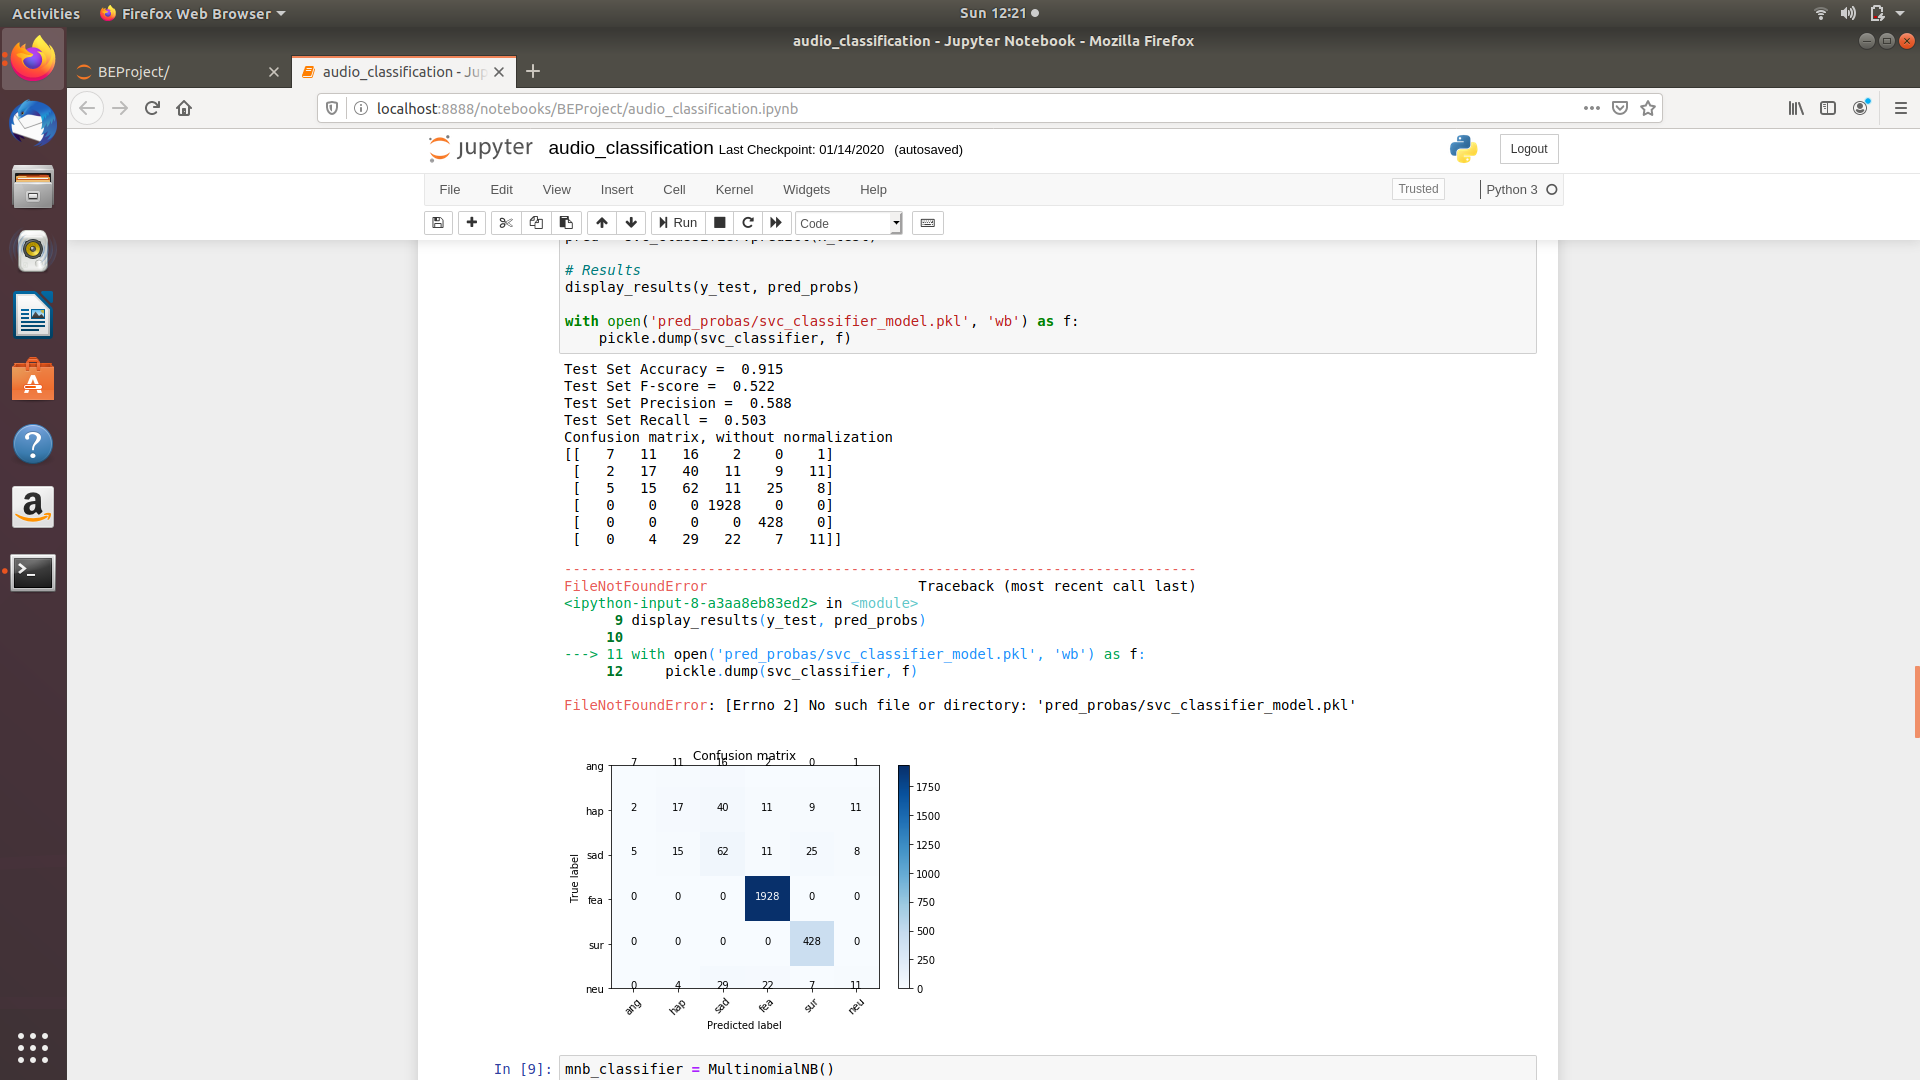 Activities
Firefox Web Browser
Sun 12:21
audio_classification - Jupyter Notebook - Mozilla Firefox
BEProject/
audio_classification - Jup
localhost:8888/notebooks/BEProject/audio_classification.ipynb
jupyter audio_classification Last Checkpoint: 01/14/2020 (autosaved)
Logout
File Edit View Insert Cell Kernel Widgets Help
Trusted
Python 3
Run
Code
# Results
display_results(y_test, pred_probs)
with open('pred_probas/svc_classifier_model.pkl', 'wb') as f:
    pickle.dump(svc_classifier, f)
Test Set Accuracy =  0.915
Test Set F-score =  0.522
Test Set Precision =  0.588
Test Set Recall =  0.503
Confusion matrix, without normalization
[[   7   11   16    2    0    1]
 [   2   17   40   11    9   11]
 [   5   15   62   11   25    8]
 [   0    0    0 1928    0    0]
 [   0    0    0    0  428    0]
 [   0    4   29   22    7   11]]
---------------------------------------------------------------------------
FileNotFoundError                         Traceback (most recent call last)
<ipython-input-8-a3aa8eb83ed2> in <module>
      9 display_results(y_test, pred_probs)
     10
---> 11 with open('pred_probas/svc_classifier_model.pkl', 'wb') as f:
     12     pickle.dump(svc_classifier, f)
FileNotFoundError: [Errno 2] No such file or directory: 'pred_probas/svc_classifier_model.pkl'
Confusion matrix
ang 7 11 16 2 0 1
hap 2 17 40 11 9 11
sad 5 15 62 11 25 8
fea 0 0 0 1928 0 0
sur 0 0 0 0 428 0
neu 0 4 29 22 7 11
ang hap sad fea sur neu
True label
Predicted label
1750
1500
1250
1000
750
500
250
0
In [9]: mnb_classifier = MultinomialNB()